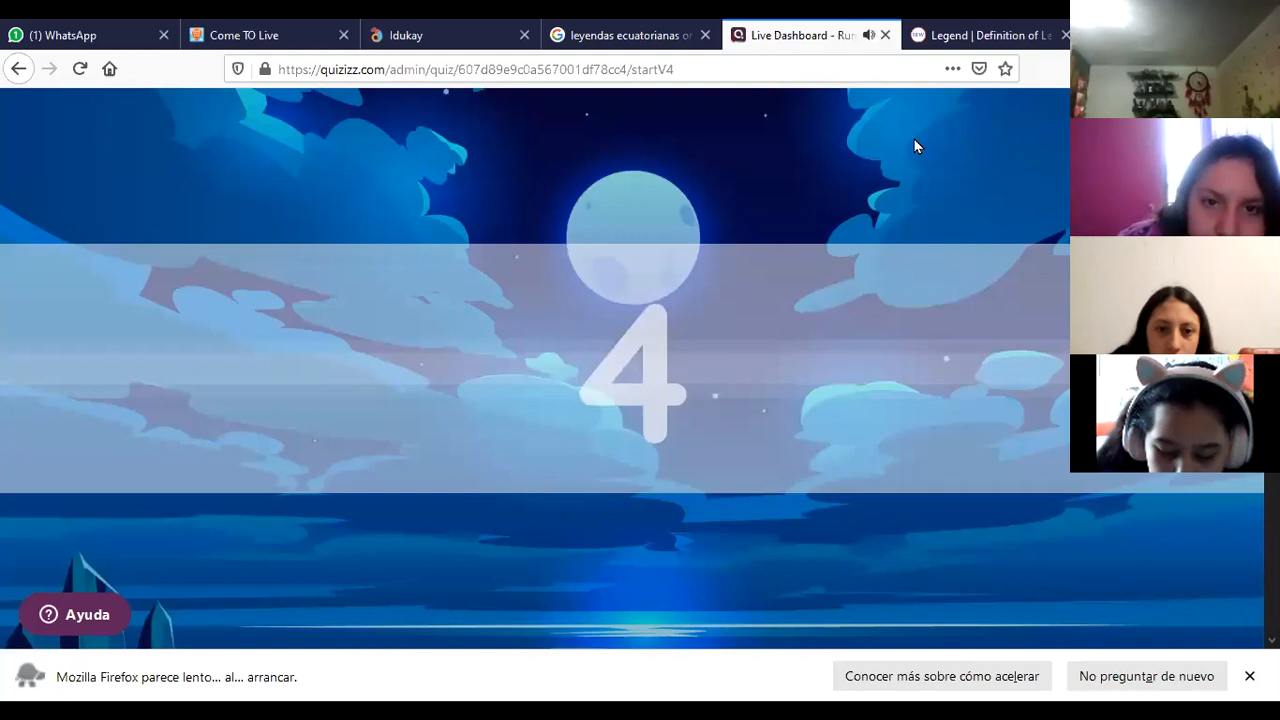 (1) WhatsApp
Come TO Live
Idukay
leyendas ecuatorianas or
Live Dashboard - Run
Legend | Definition of Le
https://quizizz.com/admin/quiz/607d89e9c0a567001df78cc4/startV4
4
Ayuda
Mozilla Firefox parece lento... al... arrancar.
Conocer más sobre cómo acelerar
No preguntar de nuevo